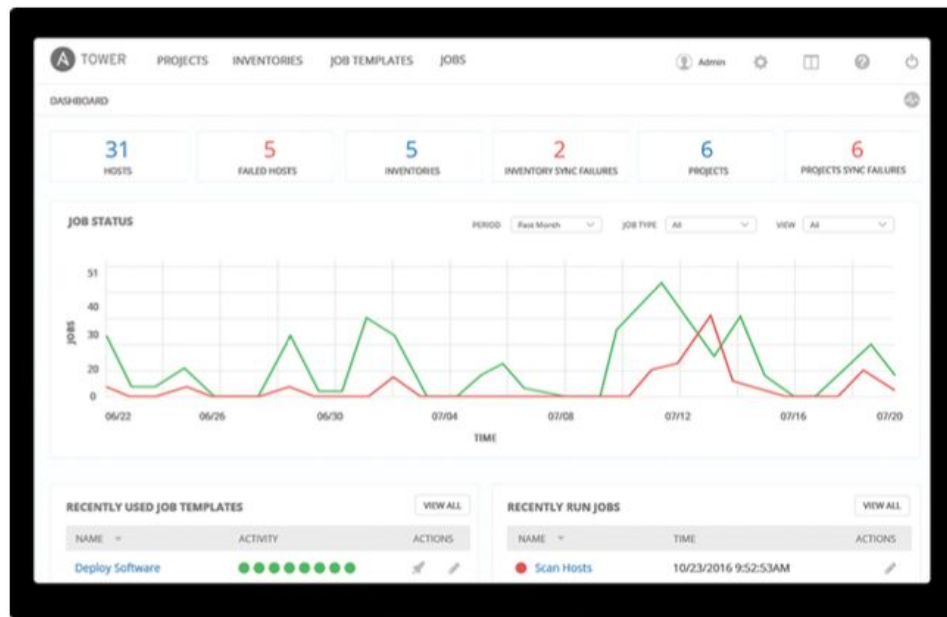 A TOWER PROJECTS INVENTORIES JOB TEMPLATES JOBS Admin
DASHBOARD
31 5 5 2 6 6
HOSTS FAILED HOSTS INVENTORIES INVENTORY SYNC FAILURES PROJECTS PROJECTS SYNC FAILURES
JOB STATUS PERIOD Past Month JOB TYPE All VIEW All
51
40
30
20
0
JOBS
06/22 06/26 06/30 07/04 07/08 07/12 07/16 07/20
TIME
RECENTLY USED JOB TEMPLATES VIEW ALL RECENTLY RUN JOBS VIEW ALL
NAME ACTIVITY ACTIONS NAME TIME ACTIONS
Deploy Software Scan Hosts 10/23/2016 9:52:53AM